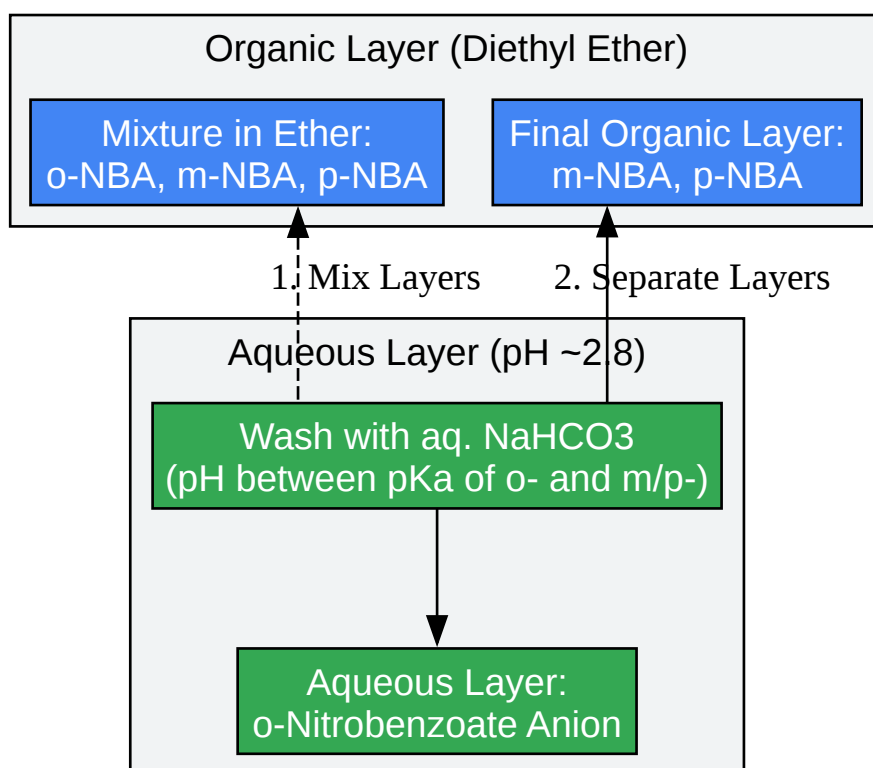 Organic Layer (Diethyl Ether)
Mixture in Ether:
o-NBA, m-NBA, p-NBA
Final Organic Layer:
m-NBA, p-NBA
1. Mix Layers
2. Separate Layers
Aqueous Layer (pH ~2.8)
Wash with aq. NaHCO3
(pH between pKa of o- and m/p-)
Aqueous Layer:
o-Nitrobenzoate Anion